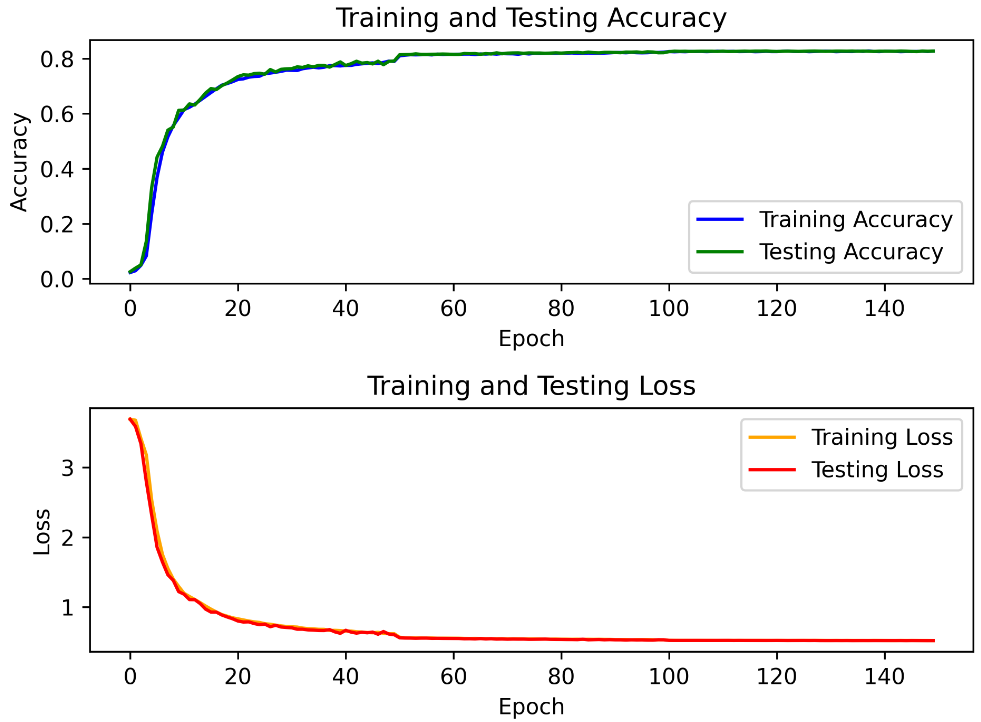 Training and Testing Accuracy
Accuracy
0.8
0.6
0.4
0.2
0.0
Training Accuracy
Testing Accuracy
0 20 40 60 80 100 120 140
Epoch
Training and Testing Loss
Loss
3
2
1
Training Loss
Testing Loss
0 20 40 60 80 100 120 140
Epoch